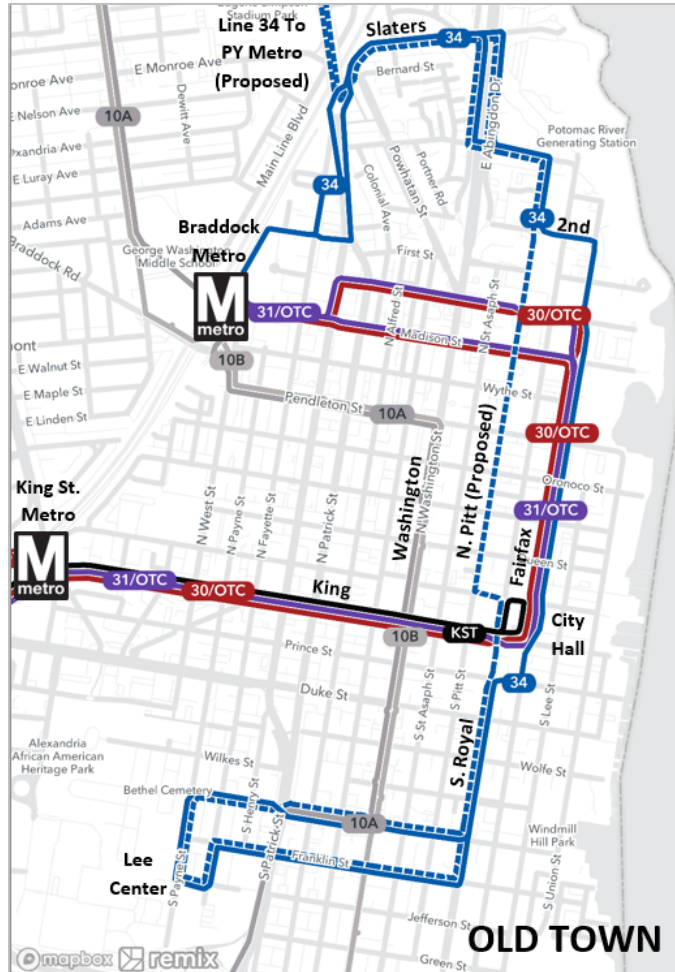 Stadium Park
Line 34 To
PY Metro
(Proposed)
Slaters
34
E Monroe Ave
Bernard St
Monroe Ave
E Nelson Ave
Dewitt Ave
10A
E Abingdon Dr
Potomac River
Generating Station
Main Line Blvd
E Luray Ave
Powhatan St
Portner Rd
34
Colonial Ave
34
2nd
Adams Ave
Braddock
Metro
George Washington
Middle School
First St
Braddock Rd
M
metro
31/OTC
N Alfred St
N St Asaph St
30/OTC
Madison St
mont
10B
E Walnut St
E Maple St
E Linden St
Pendleton St
10A
Wythe St
30/OTC
N Washington St
Washington
N. Pitt (Proposed)
Oronoco St
King St.
Metro
N West St
N Payne St
N Fayette St
N Patrick St
31/OTC
Fairfax
Queen St
M
metro
31/OTC
30/OTC
King
KST
City
Hall
10B
Prince St
Duke St
S St Asaph St
S Pitt St
34
S Lee St
S. Royal
Alexandria
African American
Heritage Park
Wilkes St
Wolfe St
Bethel Cemetery
S Henry St
S Patrick St
10A
Windmill
Hill Park
Lee
Center
S Payne St
Franklin St
S Union St
Jefferson St
Green St
OLD TOWN
mapbox remix